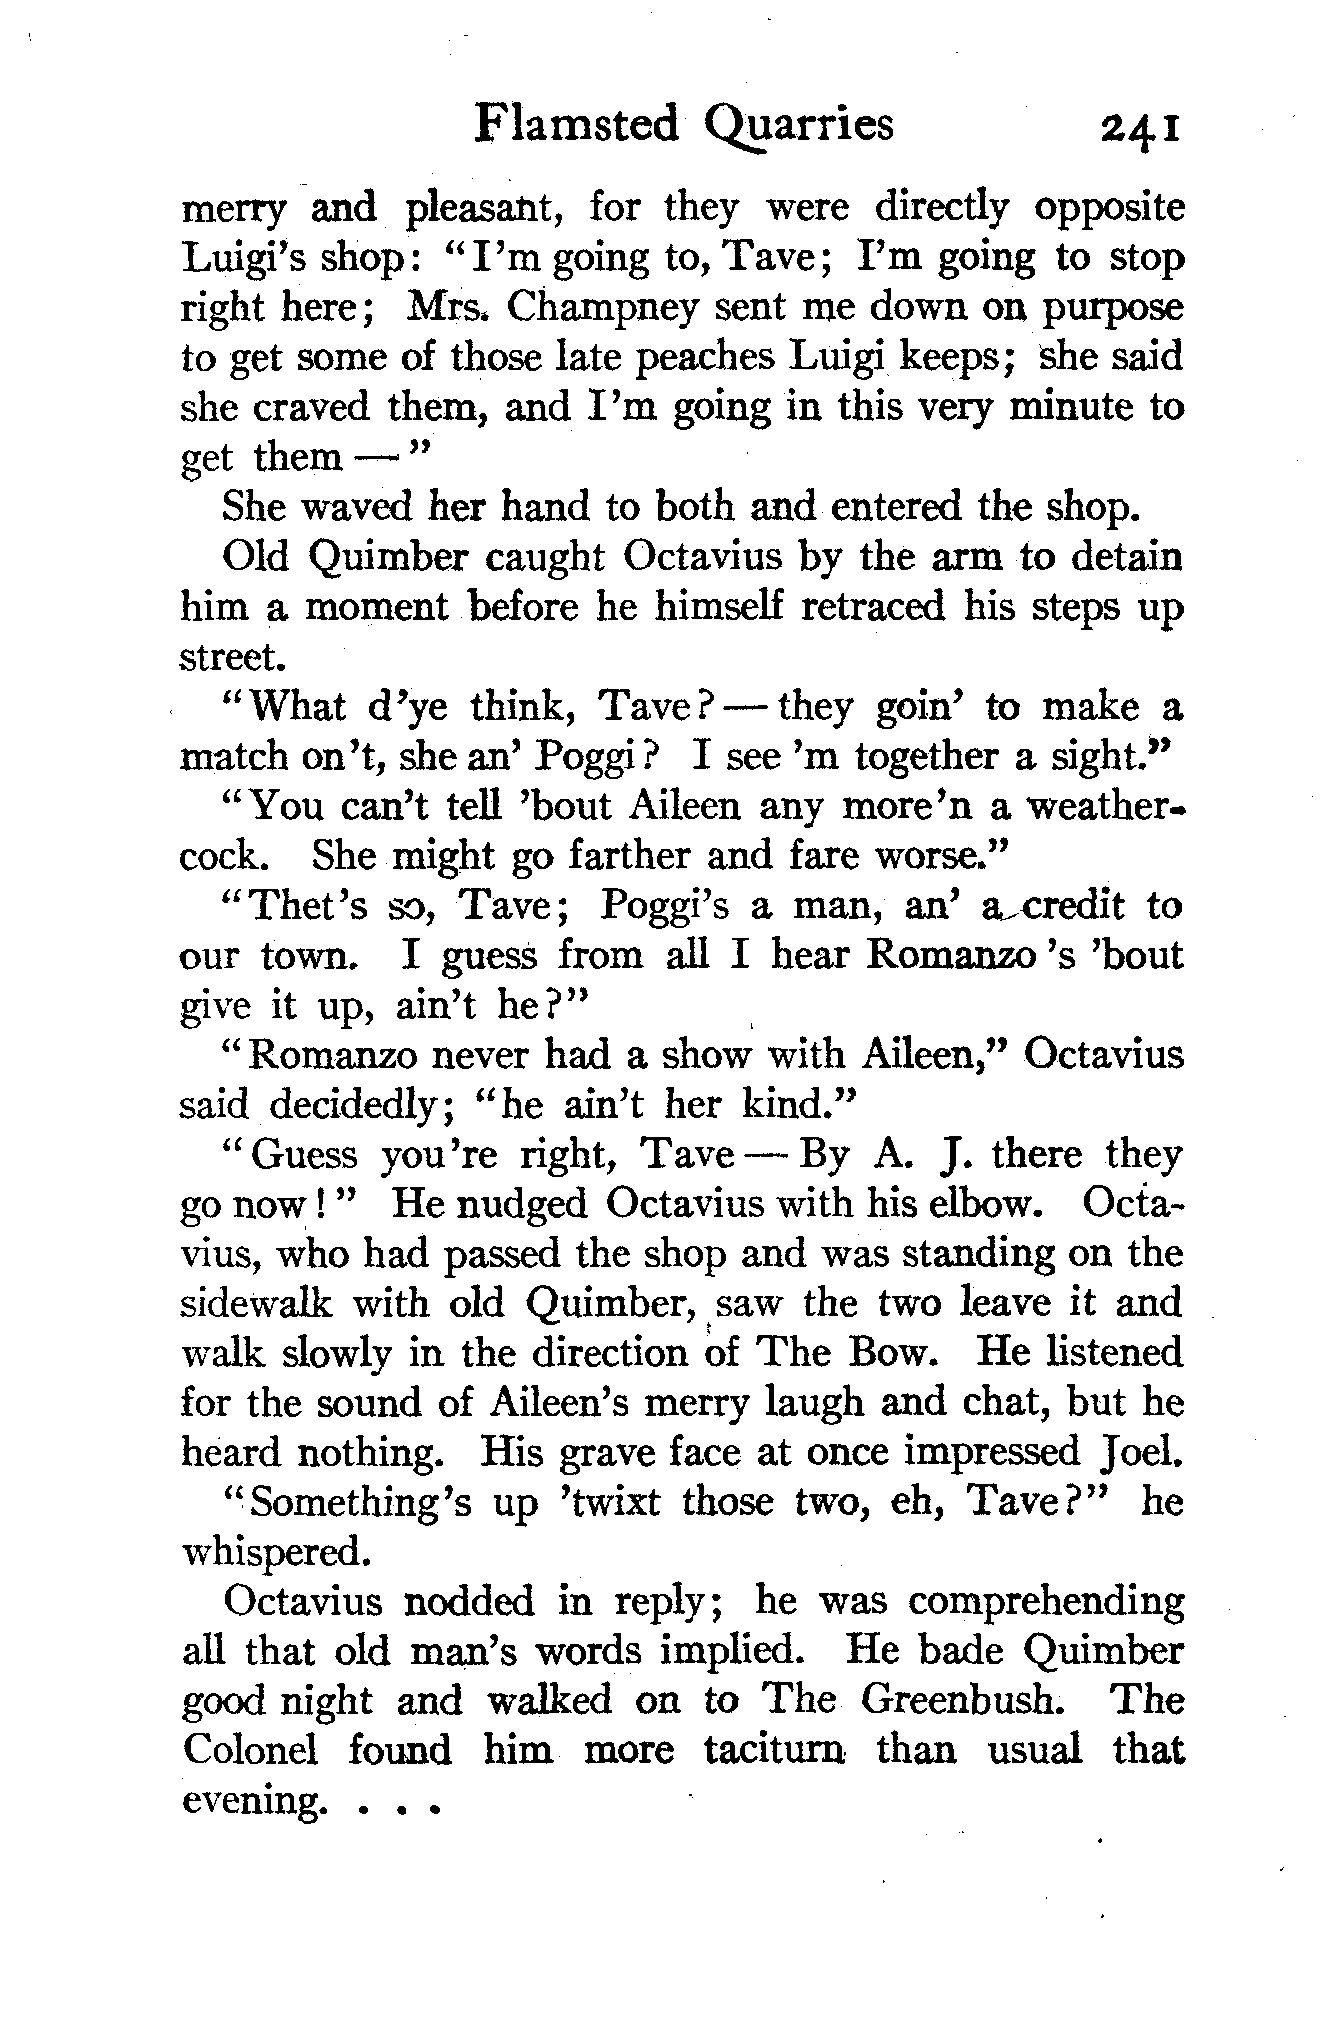 Flamsted Quarries 241
merry and pleasant, for they were directly opposite
Luigi's shop: "I'm going to, Tave; I'm going to stop
right here; Mrs. Champney sent me down on purpose
to get some of those late peaches Luigi keeps; she said
she craved them, and I'm going in this very minute to
get them — "
She waved her hand to both and entered the shop.
Old Quimber caught Octavius by the arm to detain
him a moment before he himself retraced his steps up
street.
"What d'ye think, Tave? — they goin' to make a
match on't, she an' Poggi? I see 'm together a sight."
"You can't tell 'bout Aileen any more'n a weather-
cock. She might go farther and fare worse."
"Thet's so, Tave; Poggi's a man, an' a credit to
our town. I guess from all I hear Romanzo 's 'bout
give it up, ain't he?"
"Romanzo never had a show with Aileen," Octavius
said decidedly; "he ain't her kind."
"Guess you're right, Tave — By A. J. there they
go now!" He nudged Octavius with his elbow. Octa-
vius, who had passed the shop and was standing on the
sidewalk with old Quimber, saw the two leave it and
walk slowly in the direction of The Bow. He listened
for the sound of Aileen's merry laugh and chat, but he
heard nothing. His grave face at once impressed Joel.
"Something's up 'twixt those two, eh, Tave?" he
whispered.
Octavius nodded in reply; he was comprehending
all that old man's words implied. He bade Quimber
good night and walked on to The Greenbush. The
Colonel found him more taciturn than usual that
evening. . . .